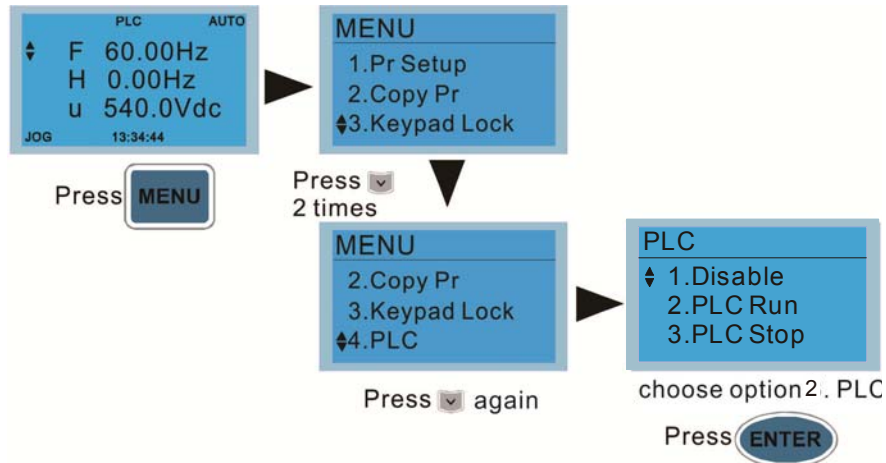 PLC AUTO
F 60.00Hz
H 0.00Hz
u 540.0Vdc
JOG 13:34:44
Press MENU
MENU
1.Pr Setup
2.Copy Pr
3.Keypad Lock
Press
2 times
MENU
2.Copy Pr
3.Keypad Lock
4.PLC
Press again
PLC
1.Disable
2.PLC Run
3.PLC Stop
choose option 2. PLC
Press ENTER